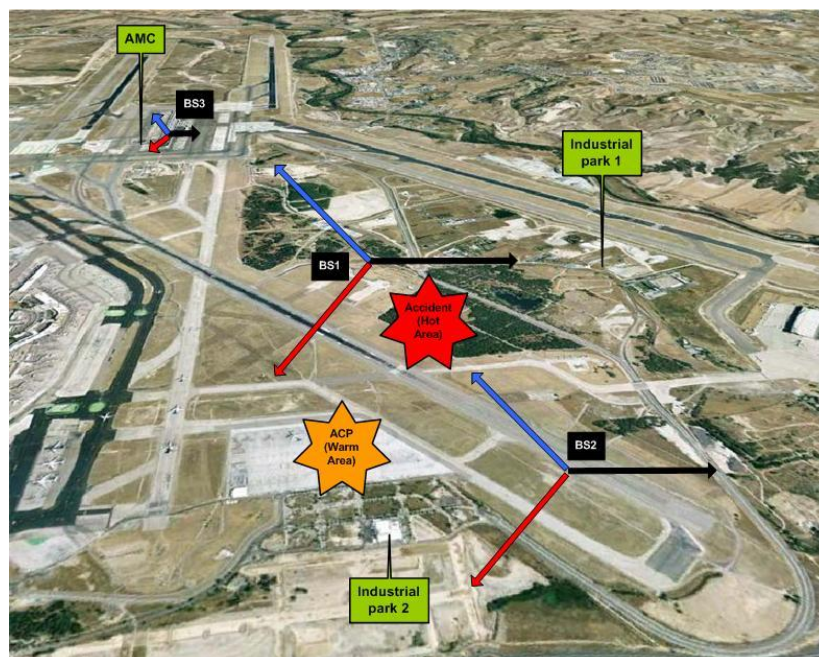 AMC
BS3
Industrial
park 1
BS1
Accident
(Hot
Area)
ACP
(Warm
Area)
BS2
Industrial
park 2